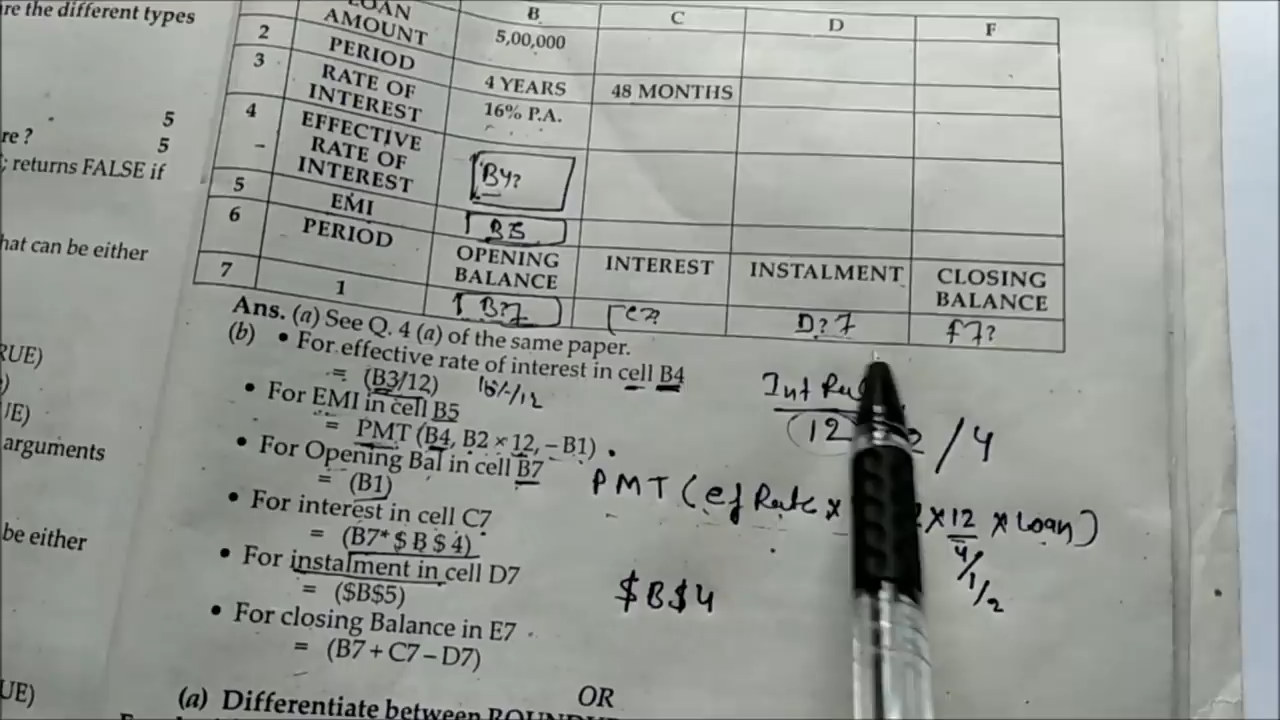 re the different types
5
re ?
5
; returns FALSE if
hat can be either
RUE)
UE)
arguments
be either
UE)
LOAN AMOUNT
B
C
D
F
5,00,000
2
PERIOD
4 YEARS
48 MONTHS
3
RATE OF INTEREST
16% P.A.
4
EFFECTIVE RATE OF INTEREST
B4?
5
EMI
B5
6
PERIOD
OPENING BALANCE
INTEREST
INSTALMENT
CLOSING BALANCE
7
1
B?7
C7?
D?7
F7?
Ans. (a) See Q. 4 (a) of the same paper.
(b) • For effective rate of interest in cell B4
= (B3/12) 16%/12
• For EMI in cell B5
= PMT (B4, B2 × 12, – B1)
• For Opening Bal in cell B7
= (B1)
• For interest in cell C7
= (B7* $ B $ 4)
• For instalment in cell D7
= ($B$5)
• For closing Balance in E7
= (B7 + C7 – D7)
OR
(a) Differentiate between
Int
12 / 4
PMT (ef Rate × × 12 × Loan)
4/1/2
$B$4